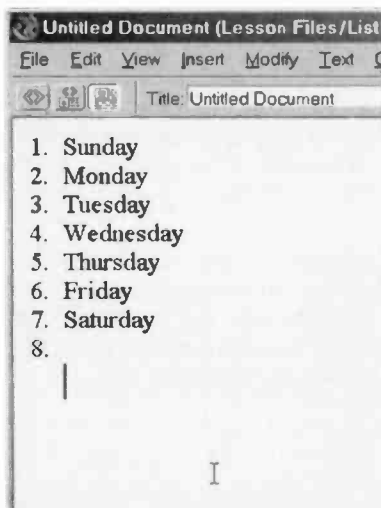 Untitled Document (Lesson Files/List
File Edit View Insert Modify Text
Title: Untitled Document
1. Sunday
2. Monday
3. Tuesday
4. Wednesday
5. Thursday
6. Friday
7. Saturday
8.